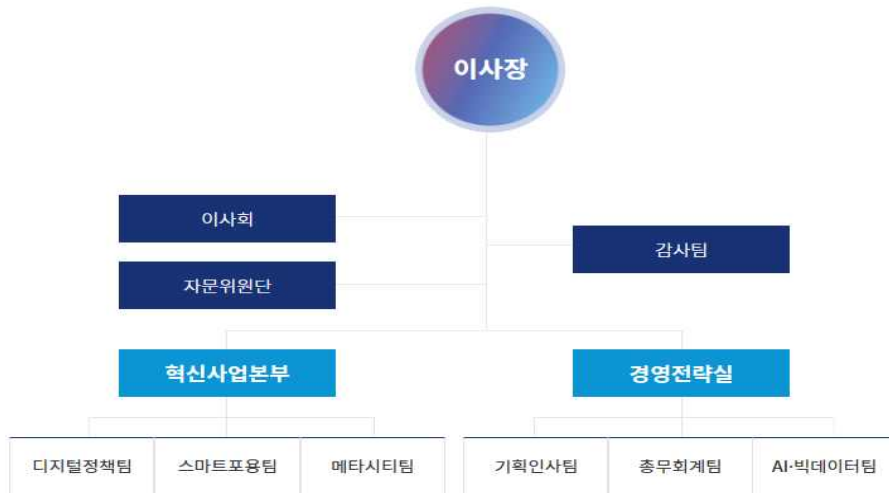 이사장
이사회
감사팀
자문위원단
혁신사업본부
경영전략실
디지털정책팀
스마트포용팀
메타시티팀
기획인사팀
총무회계팀
AI·빅데이터팀